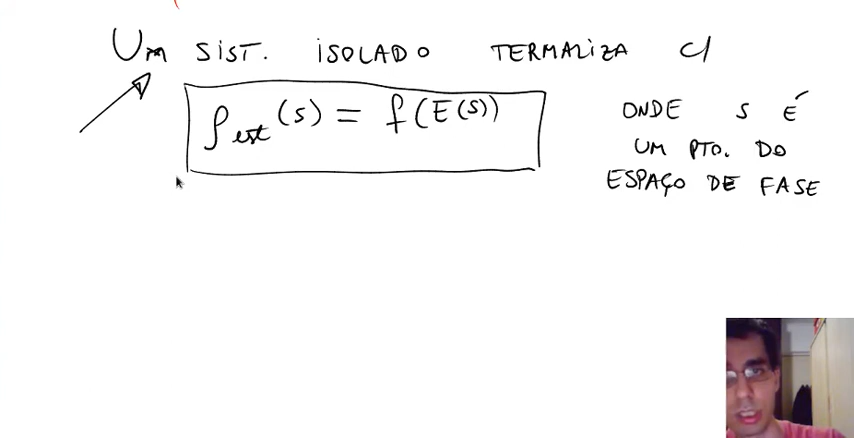 Um SIST. ISOLADO TERMALIZA C/
ρest (s) = f(E(s))
ONDE S É
UM PTO. DO
ESPAÇO DE FASE